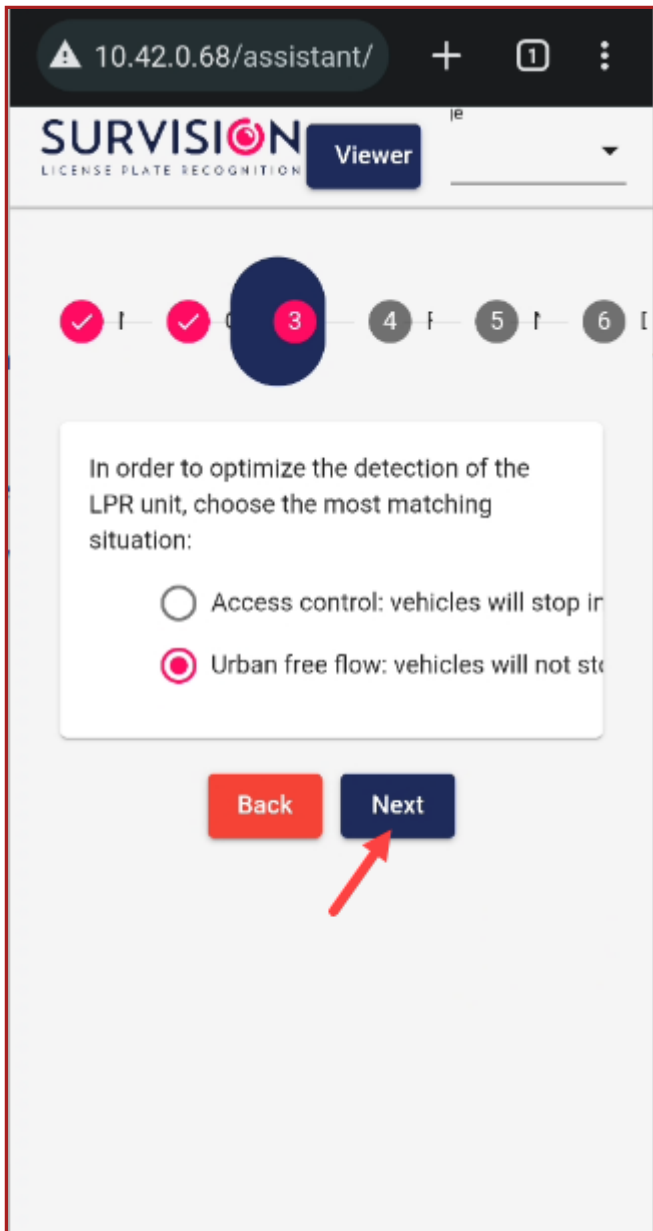 10.42.0.68/assistant/
1
SURVISION
LICENSE PLATE RECOGNITION
Viewer
3
4
5
6
In order to optimize the detection of the
LPR unit, choose the most matching
situation:
Access control: vehicles will stop
Urban free flow: vehicles will not
Back
Next